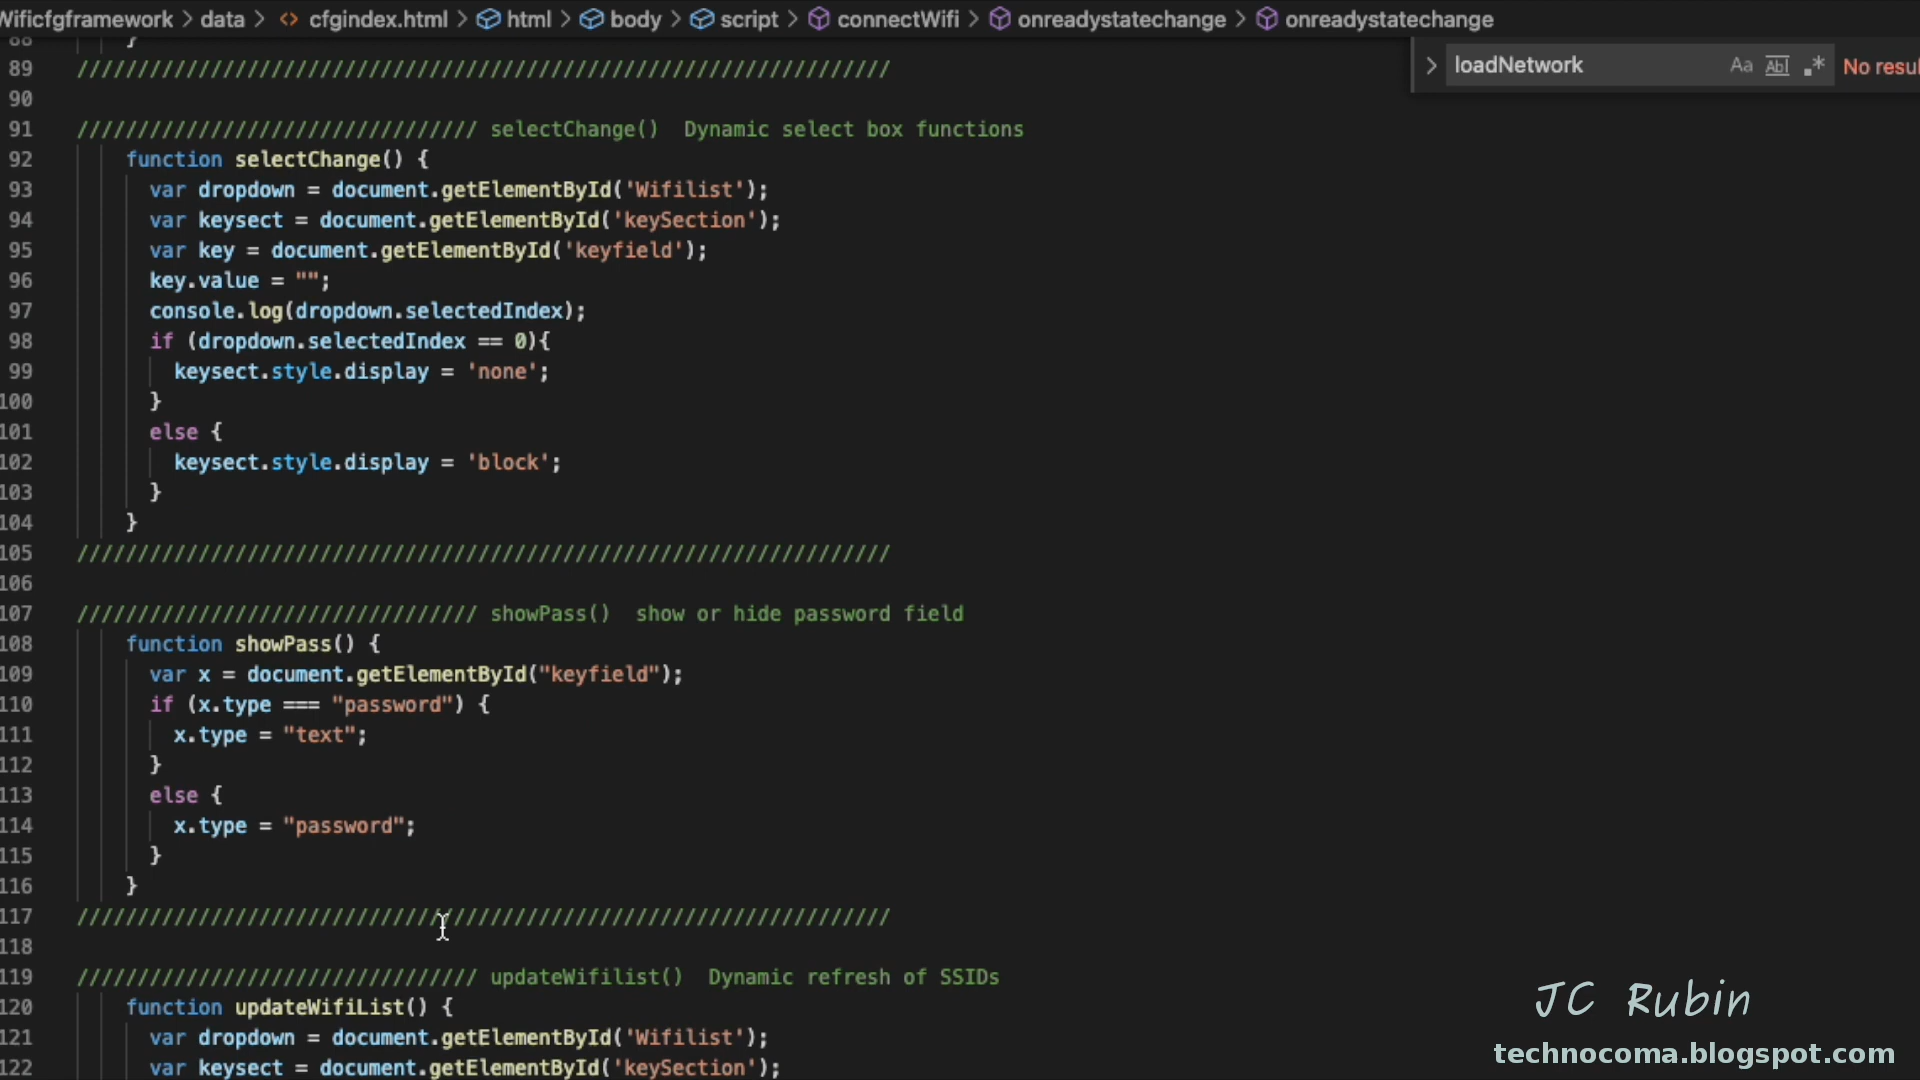 Wificfgframework > data > <> cfgindex.html > html > body > script > connectWifi > onreadystatechange > onreadystatechange
loadNetwork Aa Abl .* No resul
88 }
89 ///////////////////////////////////////////////////////////////////
90
91 ///////////////////////////////// selectChange()  Dynamic select box functions
92 function selectChange() {
93 var dropdown = document.getElementById('Wifilist');
94 var keysect = document.getElementById('keySection');
95 var key = document.getElementById('keyfield');
96 key.value = "";
97 console.log(dropdown.selectedIndex);
98 if (dropdown.selectedIndex == 0){
99 keysect.style.display = 'none';
100 }
101 else {
102 keysect.style.display = 'block';
103 }
104 }
105 ///////////////////////////////////////////////////////////////////
106
107 ///////////////////////////////// showPass()  show or hide password field
108 function showPass() {
109 var x = document.getElementById("keyfield");
110 if (x.type === "password") {
111 x.type = "text";
112 }
113 else {
114 x.type = "password";
115 }
116 }
117 ///////////////////////////////////////////////////////////////////
118
119 ///////////////////////////////// updateWifilist()  Dynamic refresh of SSIDs
120 function updateWifiList() {
121 var dropdown = document.getElementById('Wifilist');
122 var keysect = document.getElementById('keySection');
JC Rubin
technocoma.blogspot.com